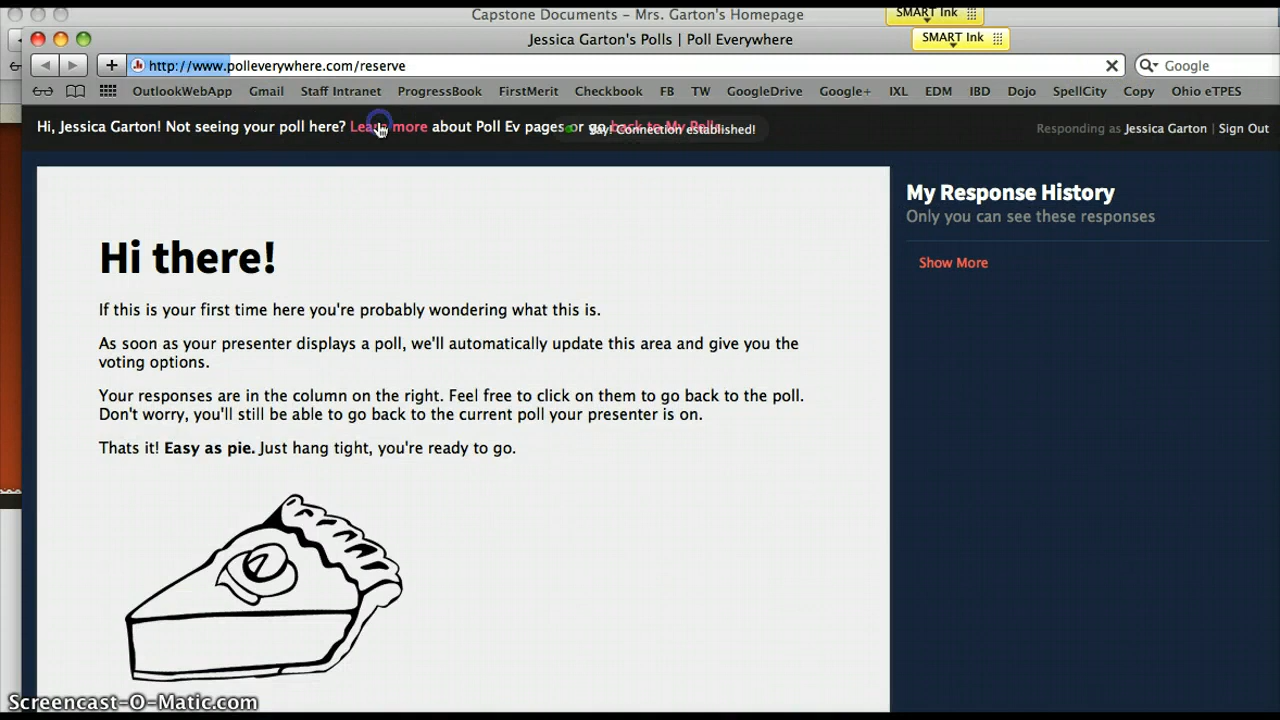 Capstone Documents – Mrs. Garton's Homepage
SMART Ink
Jessica Garton's Polls | Poll Everywhere
SMART Ink
http://www.polleverywhere.com/reserve
Google
OutlookWebApp Gmail Staff Intranet ProgressBook FirstMerit Checkbook FB TW GoogleDrive Google+ IXL EDM IBD Dojo SpellCity Copy Ohio eTPES
Hi, Jessica Garton! Not seeing your poll here? Learn more about Poll Ev pages or go back to My Polls
Yay! Connection established!
Responding as Jessica Garton | Sign Out
My Response History
Only you can see these responses
Show More
Hi there!
If this is your first time here you're probably wondering what this is.
As soon as your presenter displays a poll, we'll automatically update this area and give you the
voting options.
Your responses are in the column on the right. Feel free to click on them to go back to the poll.
Don't worry, you'll still be able to go back to the current poll your presenter is on.
Thats it! Easy as pie. Just hang tight, you're ready to go.
Screencast-O-Matic.com